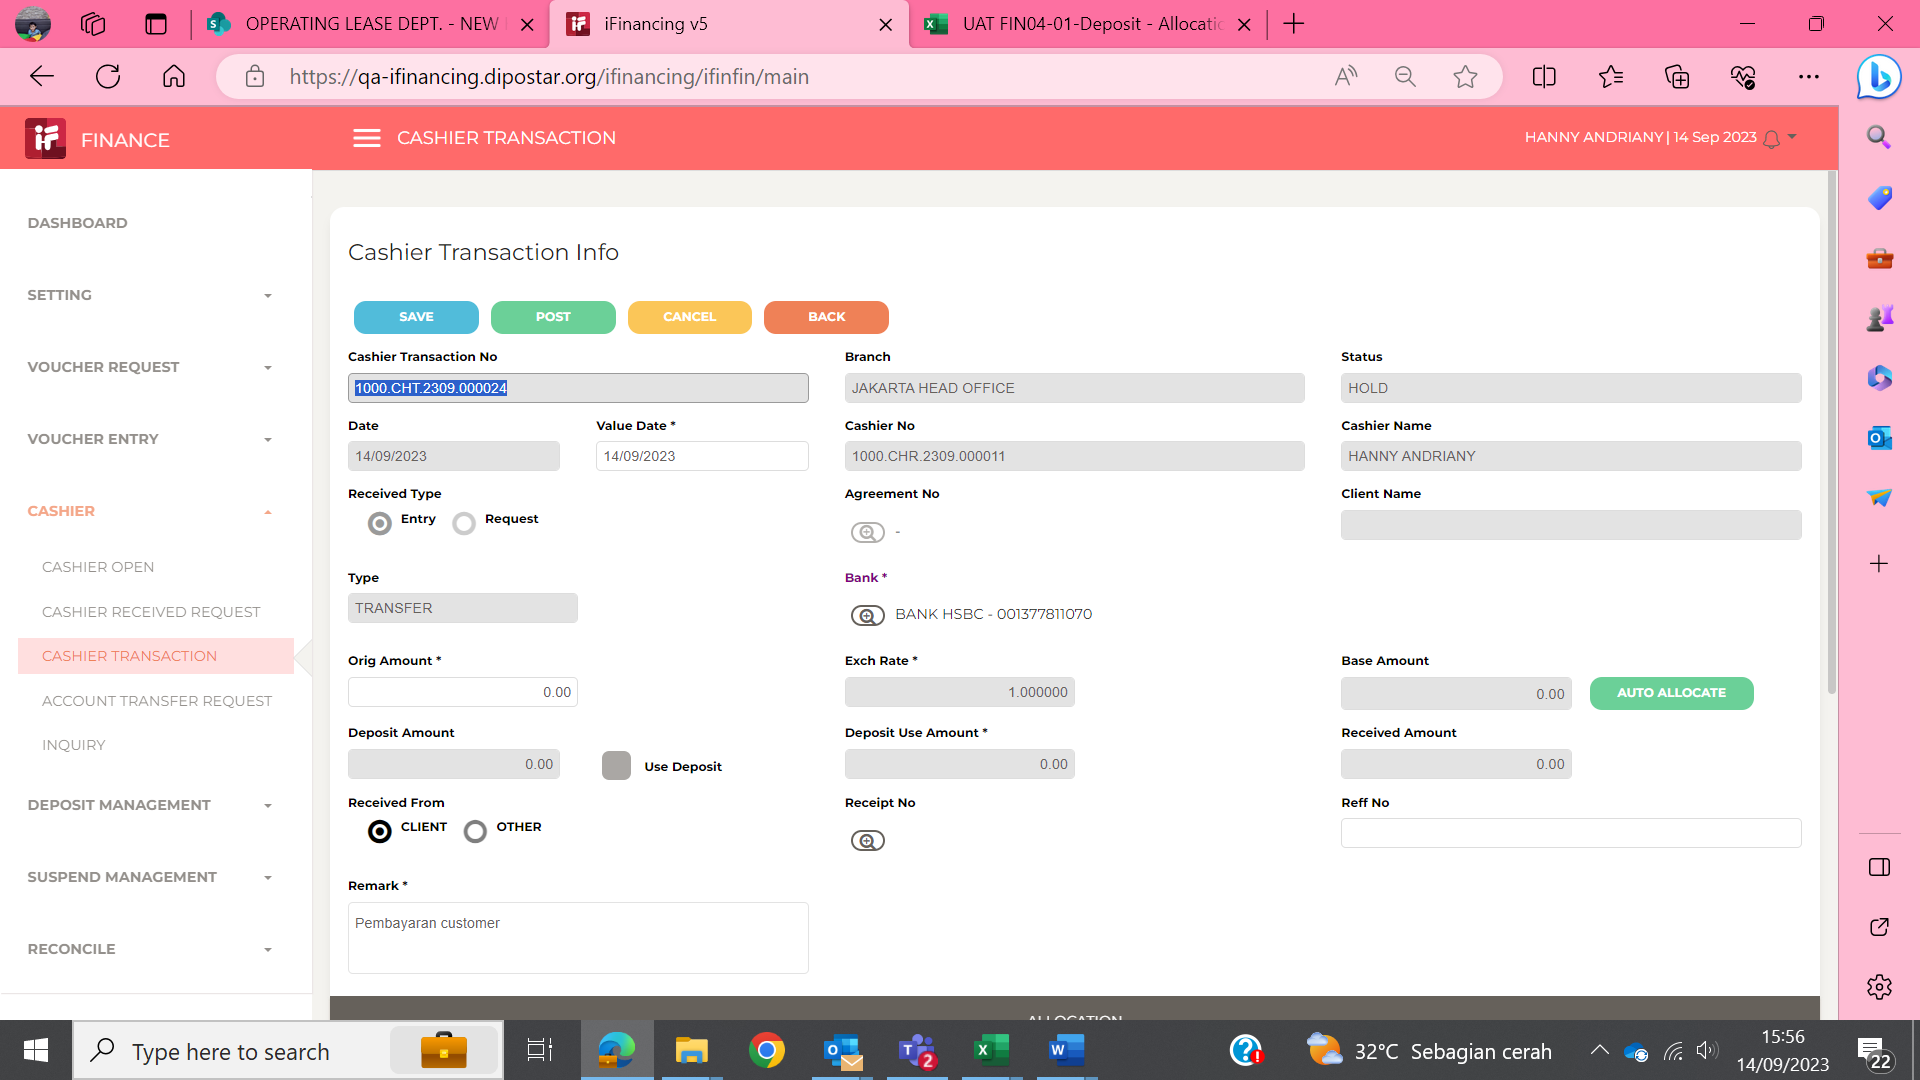 OPERATING LEASE DEPT. - NEW
iFinancing v5
UAT FIN04-01-Deposit - Allocatic
https://qa-ifinancing.dipostar.org/ifinancing/ifinfin/main
iF FINANCE
CASHIER TRANSACTION
HANNY ANDRIANY | 14 Sep 2023
DASHBOARD
SETTING
VOUCHER REQUEST
VOUCHER ENTRY
CASHIER
CASHIER OPEN
CASHIER RECEIVED REQUEST
CASHIER TRANSACTION
ACCOUNT TRANSFER REQUEST
INQUIRY
DEPOSIT MANAGEMENT
SUSPEND MANAGEMENT
RECONCILE
Cashier Transaction Info
SAVE POST CANCEL BACK
Cashier Transaction No Branch Status
1000.CHT.2309.000024 JAKARTA HEAD OFFICE HOLD
Date Value Date * Cashier No Cashier Name
14/09/2023 14/09/2023 1000.CHR.2309.000011 HANNY ANDRIANY
Received Type Agreement No Client Name
Entry Request -
Type Bank *
TRANSFER BANK HSBC - 001377811070
Orig Amount * Exch Rate * Base Amount
0.00 1.000000 0.00 AUTO ALLOCATE
Deposit Amount Deposit Use Amount * Received Amount
0.00 Use Deposit 0.00 0.00
Received From Receipt No Reff No
CLIENT OTHER
Remark *
Pembayaran customer
ALLOCATION
Type here to search
2
32°C Sebagian cerah
15:56
14/09/2023
22